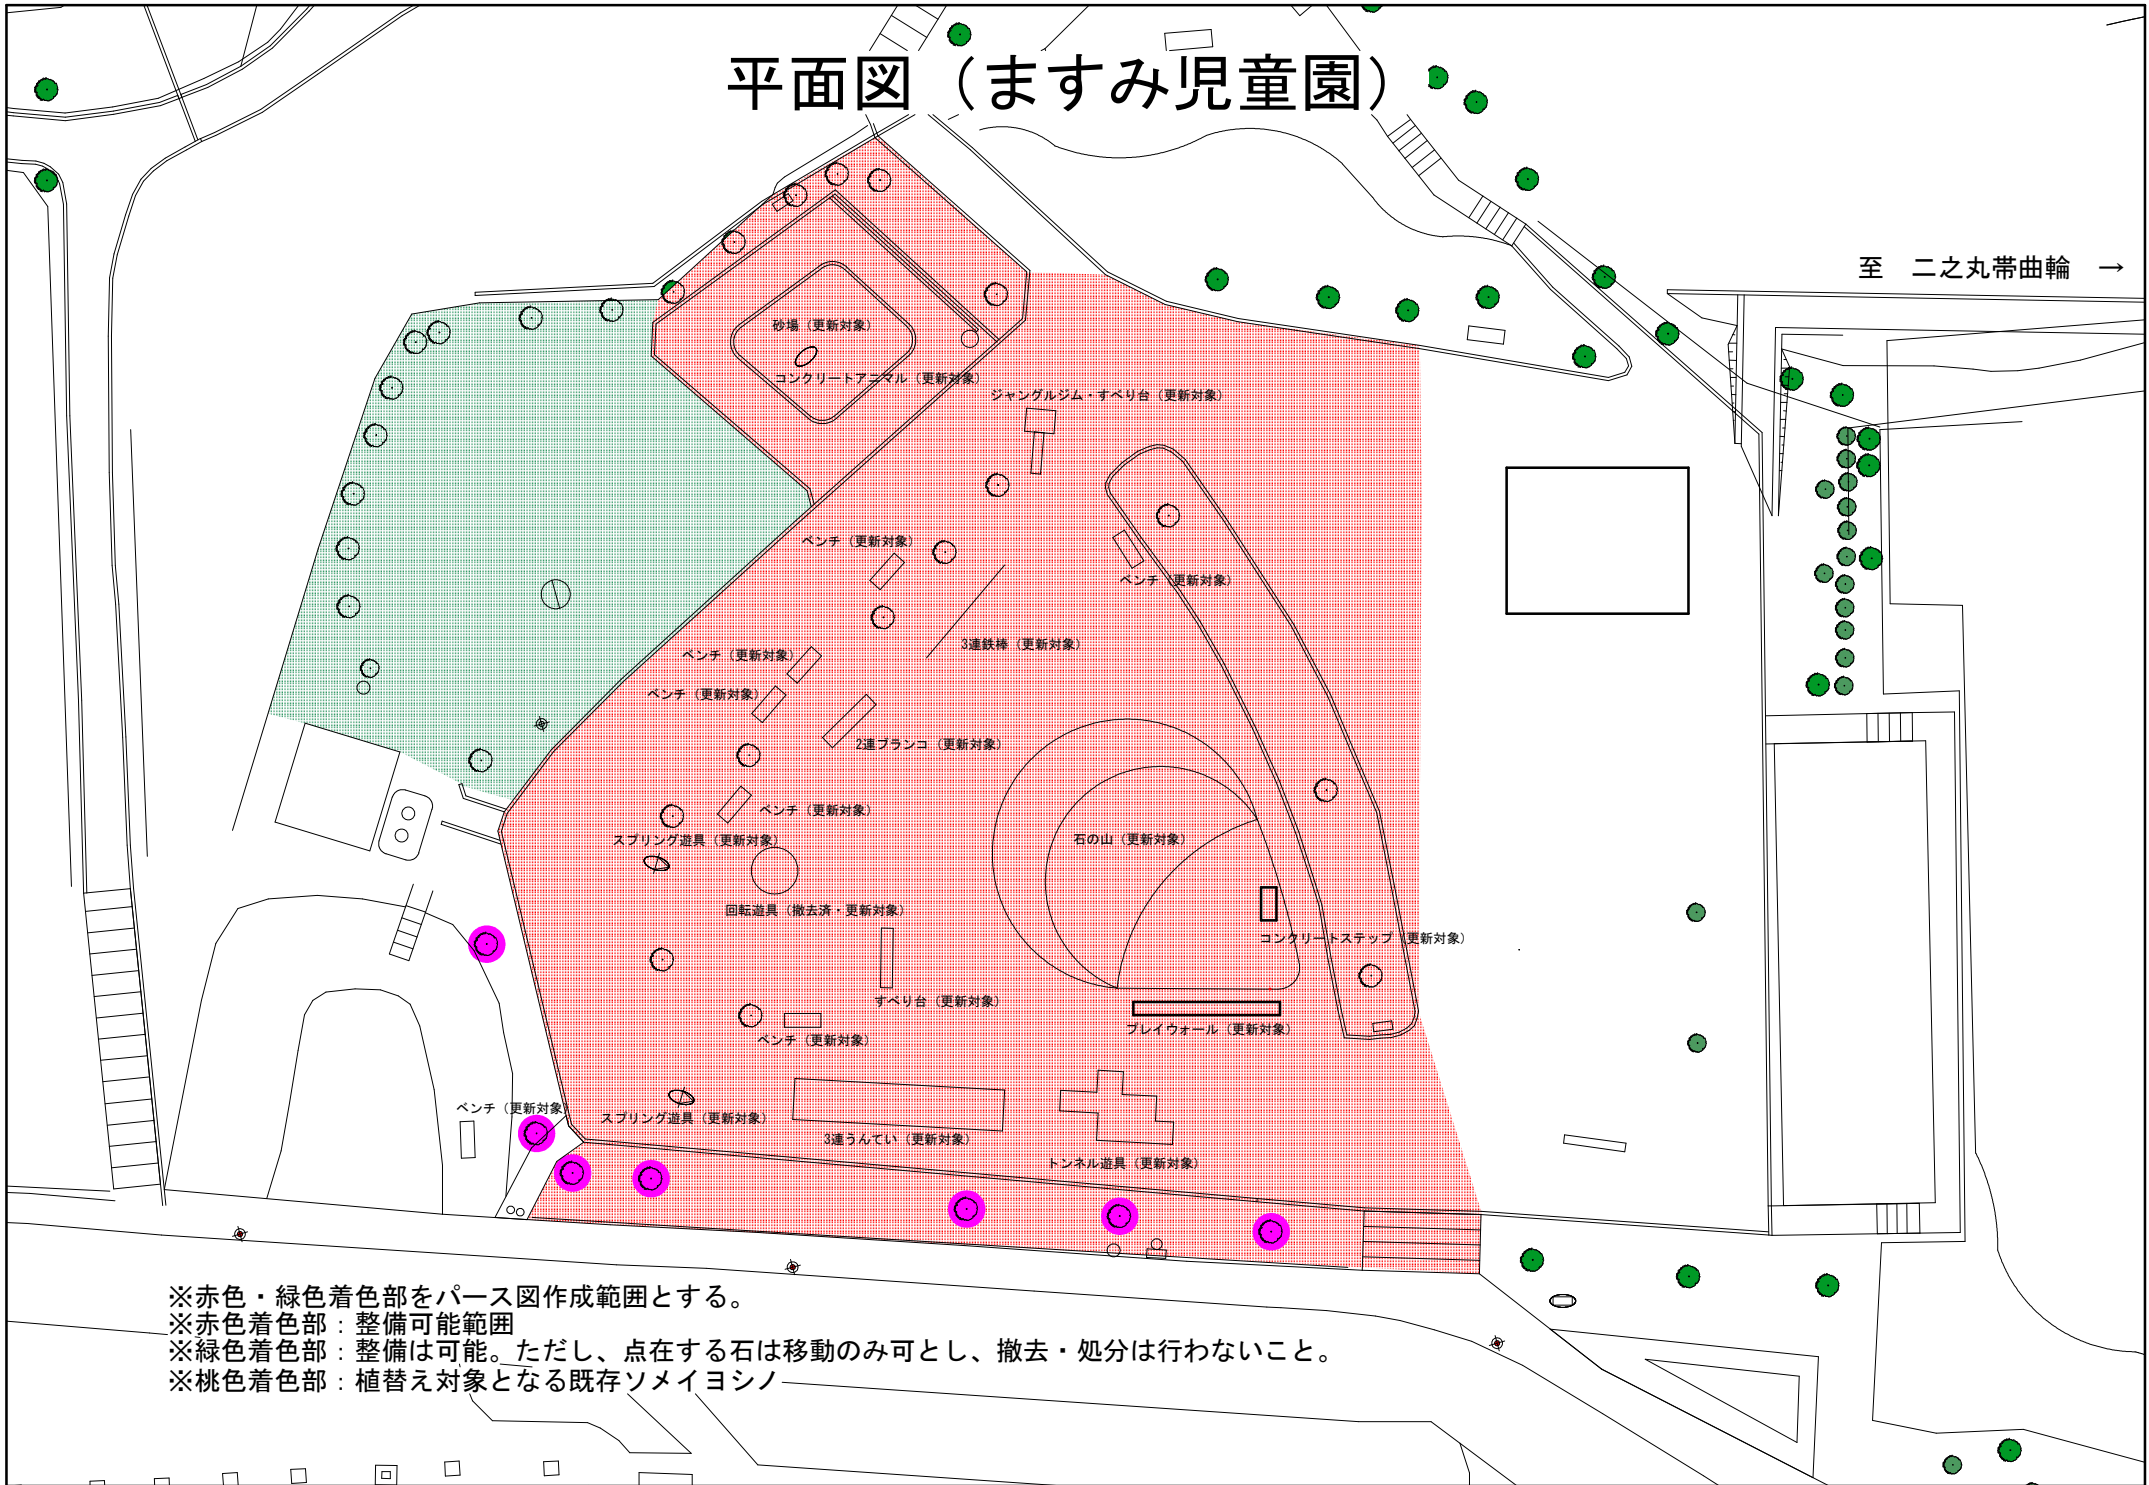 平面図（ますみ児童園）
至　二之丸帯曲輪　→
砂場（更新対象）
コンクリートアニマル（更新対象）
ジャングルジム・すべり台（更新対象）
ベンチ（更新対象）
ベンチ（更新対象）
3連鉄棒（更新対象）
ベンチ（更新対象）
ベンチ（更新対象）
2連ブランコ（更新対象）
ベンチ（更新対象）
スプリング遊具（更新対象）
石の山（更新対象）
回転遊具（撤去済・更新対象）
コンクリートステップ（更新対象）
すべり台（更新対象）
プレイウォール（更新対象）
ベンチ（更新対象）
ベンチ（更新対象）
スプリング遊具（更新対象）
3連うんてい（更新対象）
トンネル遊具（更新対象）
※赤色・緑色着色部をパース図作成範囲とする。
※赤色着色部：整備可能範囲
※緑色着色部：整備は可能。ただし、点在する石は移動のみ可とし、撤去・処分は行わないこと。
※桃色着色部：植替え対象となる既存ソメイヨシノ